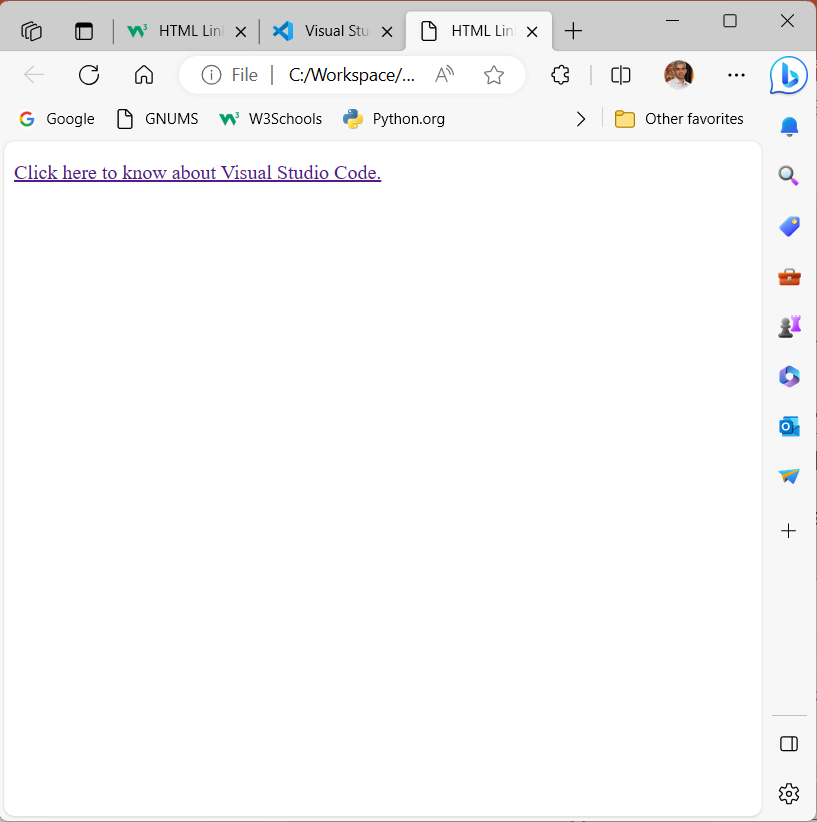 HTML Lin
Visual Stu
HTML Lin
File
C:/Workspace/...
Google
GNUMS
W3Schools
Python.org
Other favorites
Click here to know about Visual Studio Code.